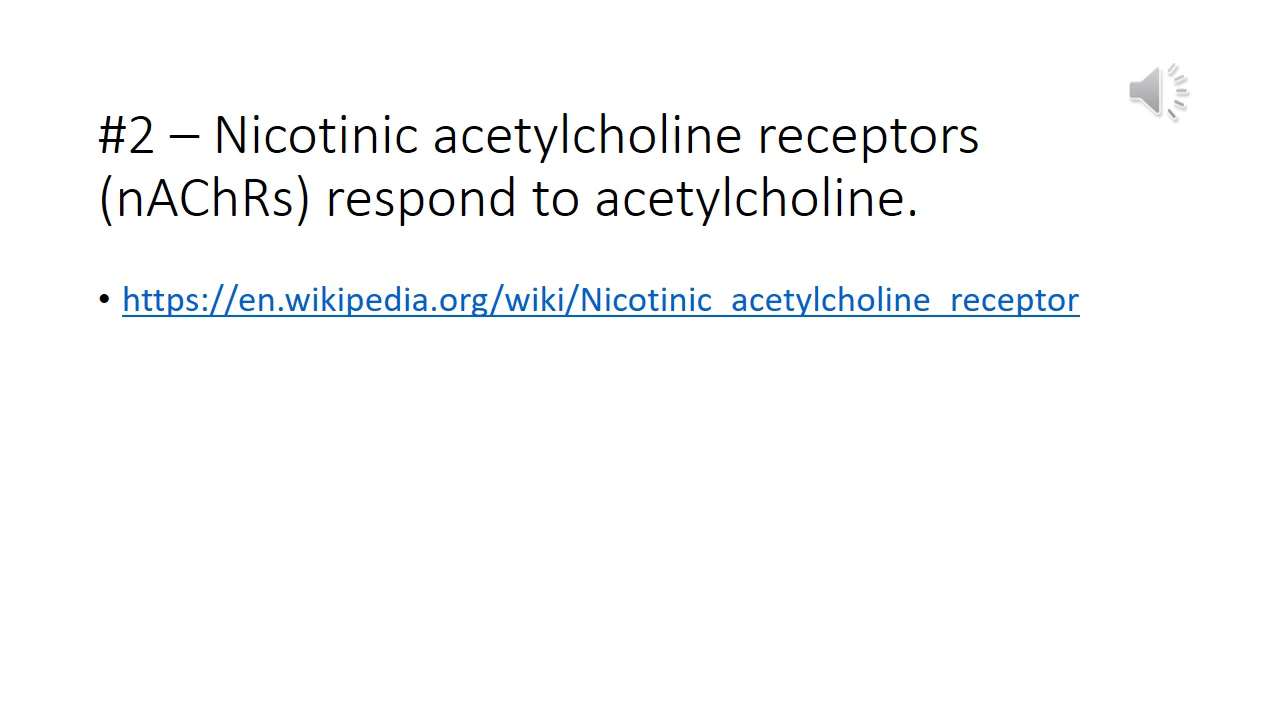 #2 – Nicotinic acetylcholine receptors
(nAChRs) respond to acetylcholine.
• https://en.wikipedia.org/wiki/Nicotinic_acetylcholine_receptor